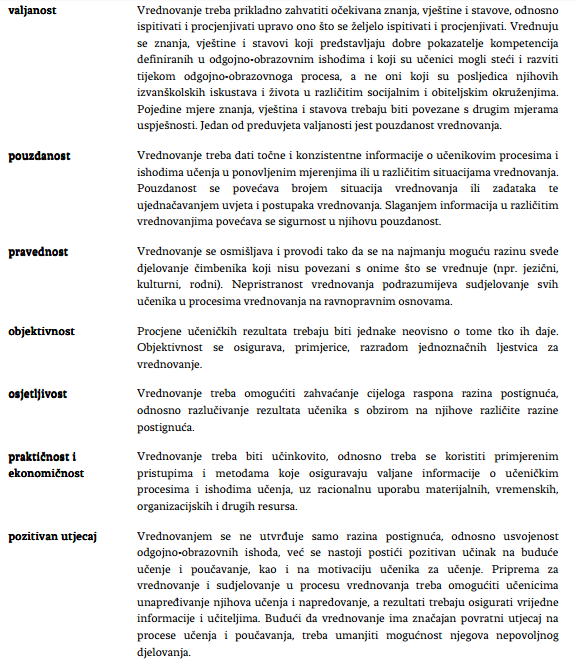 valjanost
Vrednovanje treba prikladno zahvatiti očekivana znanja, vještine i stavove, odnosno
ispitivati i procjenjivati upravo ono što se željelo ispitivati i procjenjivati. Vrednuju
se znanja, vještine i stavovi koji predstavljaju dobre pokazatelje kompetencija
definiranih u odgojno-obrazovnim ishodima i koji su učenici mogli steći i razviti
tijekom odgojno-obrazovnoga procesa, a ne oni koji su posljedica njihovih
izvanškolskih iskustava i života u različitim socijalnim i obiteljskim okruženjima.
Pojedine mjere znanja, vještina i stavova trebaju biti povezane s drugim mjerama
uspješnosti. Jedan od preduvjeta valjanosti jest pouzdanost vrednovanja.
pouzdanost
Vrednovanje treba dati točne i konzistentne informacije o učenikovim procesima i
ishodima učenja u ponovljenim mjerenjima ili u različitim situacijama vrednovanja.
Pouzdanost se povećava brojem situacija vrednovanja ili zadataka te
ujednačavanjem uvjeta i postupaka vrednovanja. Slaganjem informacija u različitim
vrednovanjima povećava se sigurnost u njihovu pouzdanost.
pravednost
Vrednovanje se osmišljava i provodi tako da se na najmanju moguću razinu svede
djelovanje čimbenika koji nisu povezani s onime što se vrednuje (npr. jezični,
kulturni, rodni). Nepristranost vrednovanja podrazumijeva sudjelovanje svih
učenika u procesima vrednovanja na ravnopravnim osnovama.
objektivnost
Procjene učeničkih rezultata trebaju biti jednake neovisno o tome tko ih daje.
Objektivnost se osigurava, primjerice, razradom jednoznačnih ljestvica za
vrednovanje.
osjetljivost
Vrednovanje treba omogućiti zahvaćanje cijeloga raspona razina postignuća,
odnosno razlučivanje rezultata učenika s obzirom na njihove različite razine
postignuća.
praktičnost i
ekonomičnost
Vrednovanje treba biti učinkovito, odnosno treba se koristiti primjerenim
pristupima i metodama koje osiguravaju valjane informacije o učeničkim
procesima i ishodima učenja, uz racionalnu uporabu materijalnih, vremenskih,
organizacijskih i drugih resursa.
pozitivan utjecaj
Vrednovanjem se ne utvrđuje samo razina postignuća, odnosno usvojenost
odgojno-obrazovnih ishoda, već se nastoji postići pozitivan učinak na buduće
učenje i poučavanje, kao i na motivaciju učenika za učenje. Priprema za
vrednovanje i sudjelovanje u procesu vrednovanja treba omogućiti učenicima
unapređivanje njihova učenja i napredovanje, a rezultati trebaju osigurati vrijedne
informacije i učiteljima. Budući da vrednovanje ima značajan povratni utjecaj na
procese učenja i poučavanja, treba umanjiti mogućnost njegova nepovoljnog
djelovanja.